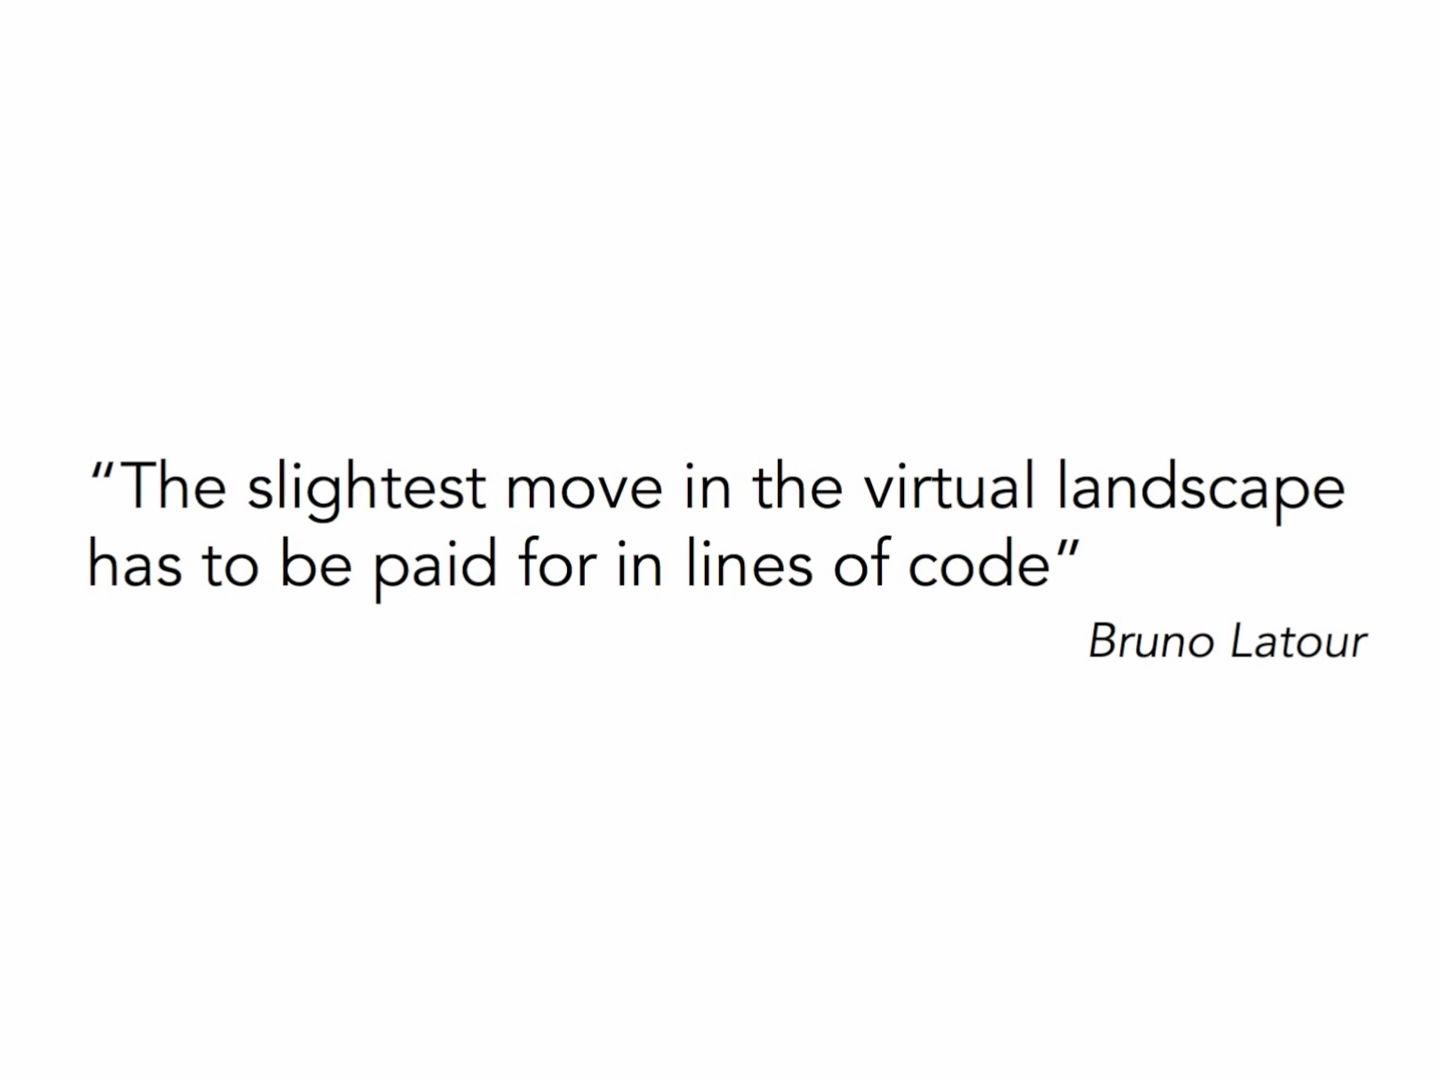 “The slightest move in the virtual landscape
has to be paid for in lines of code”
Bruno Latour